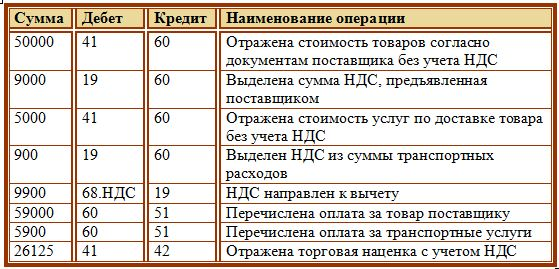 Сумма Дебет Кредит Наименование операции
50000 41 60 Отражена стоимость товаров согласно
документам поставщика без учета НДС
9000 19 60 Выделена сумма НДС, предъявленная
поставщиком
5000 41 60 Отражена стоимость услуг по доставке товара
без учета НДС
900 19 60 Выделен НДС из суммы транспортных
расходов
9900 68.НДС 19 НДС направлен к вычету
59000 60 51 Перечислена оплата за товар поставщику
5900 60 51 Перечислена оплата за транспортные услуги
26125 41 42 Отражена торговая наценка с учетом НДС